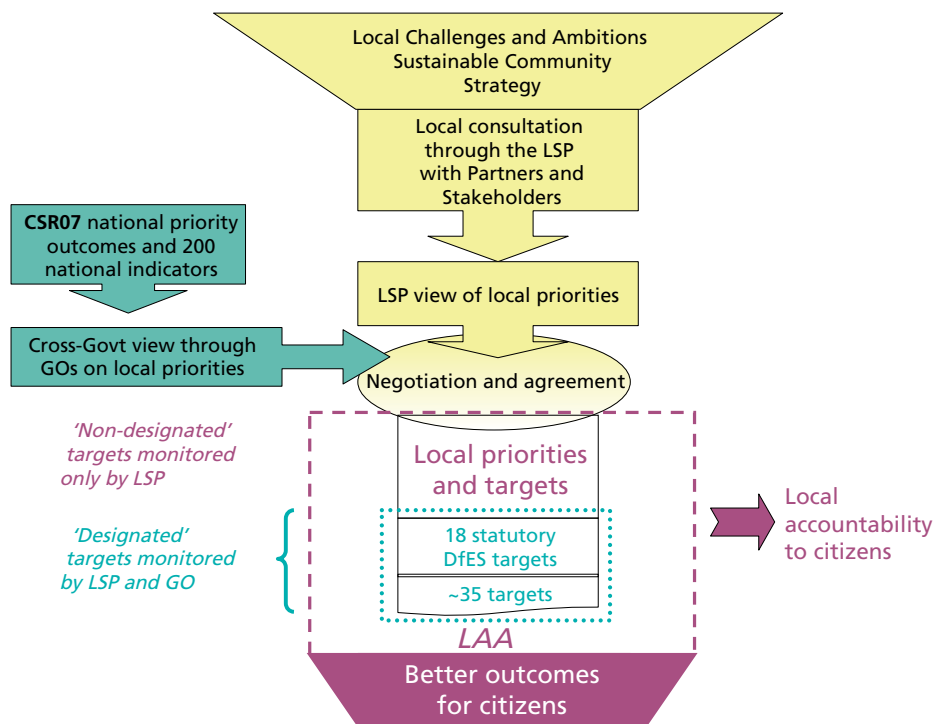 Local Challenges and Ambitions
Sustainable Community
Strategy
Local consultation
through the LSP
with Partners and
Stakeholders
CSR07 national priority
outcomes and 200
national indicators
LSP view of local priorities
Cross-Govt view through
GOs on local priorities
Negotiation and agreement
'Non-designated'
targets monitored
only by LSP
Local priorities
and targets
'Designated'
targets monitored
by LSP and GO
18 statutory
DfES targets
~35 targets
Local
accountability
to citizens
LAA
Better outcomes
for citizens